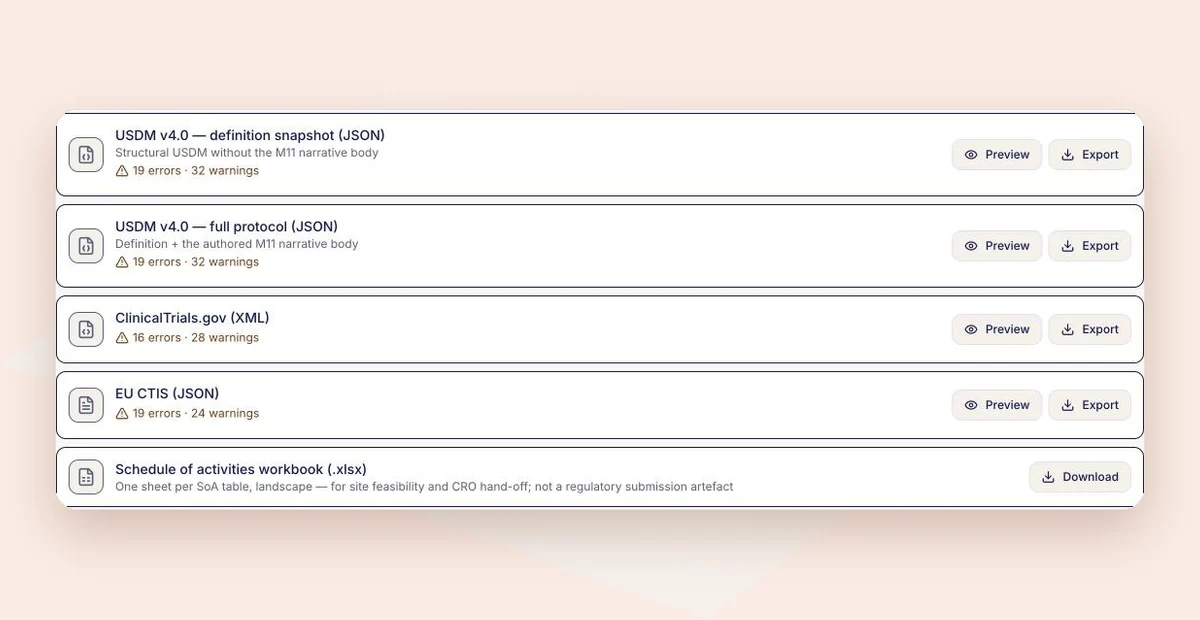 USDM v4.0 — definition snapshot (JSON)
Structural USDM without the M11 narrative body
19 errors · 32 warnings
Preview
Export
USDM v4.0 — full protocol (JSON)
Definition + the authored M11 narrative body
19 errors · 32 warnings
Preview
Export
ClinicalTrials.gov (XML)
16 errors · 28 warnings
Preview
Export
EU CTIS (JSON)
19 errors · 24 warnings
Preview
Export
Schedule of activities workbook (.xlsx)
One sheet per SoA table, landscape — for site feasibility and CRO hand-off; not a regulatory submission artefact
Download